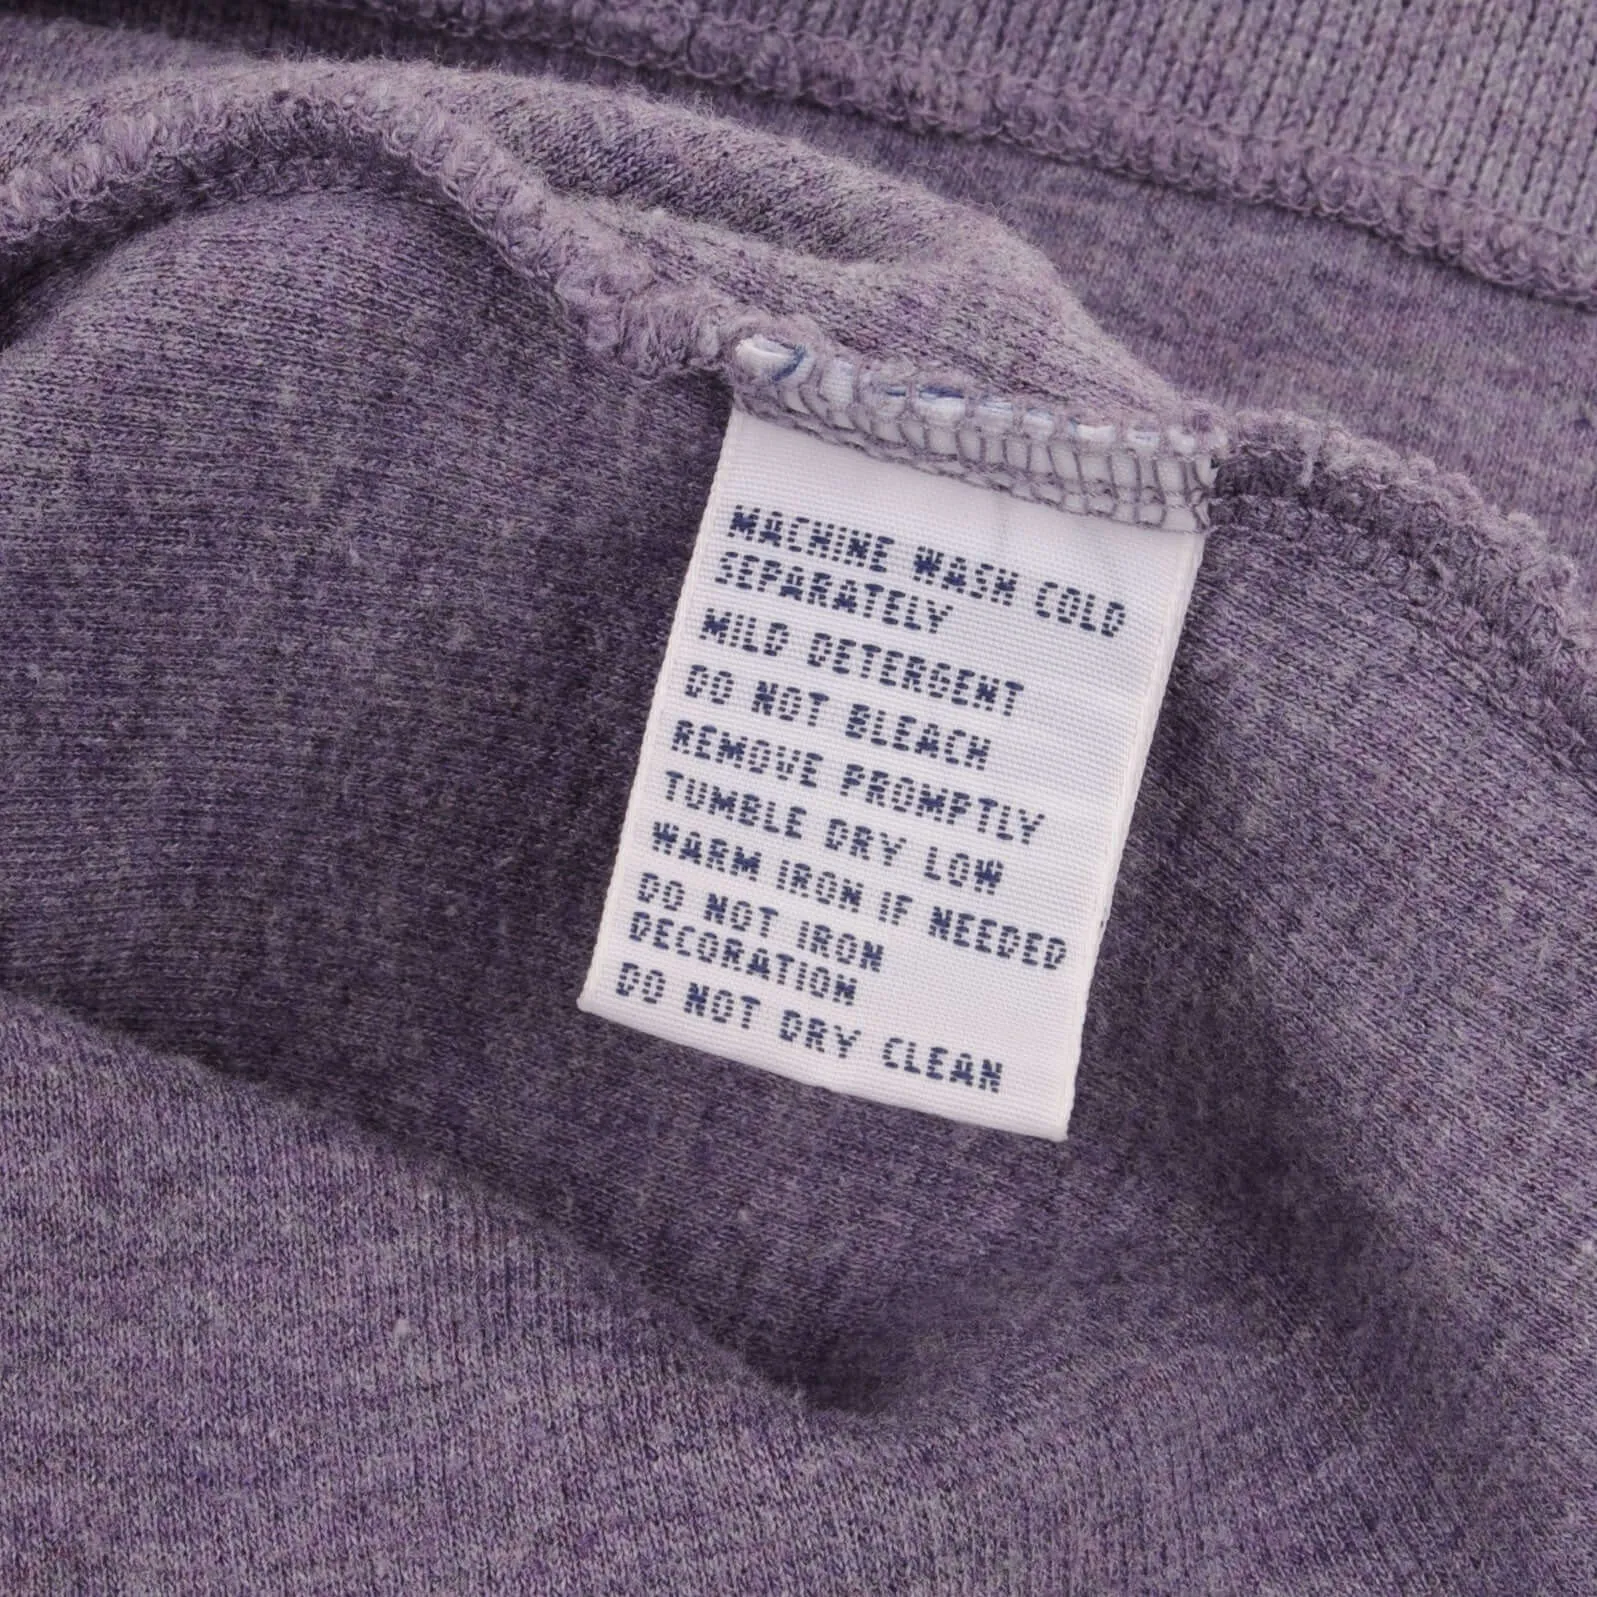 MACHINE WASH COLD
SEPARATELY
MILD DETERGENT
DO NOT BLEACH
REMOVE PROMPTLY
TUMBLE DRY LOW
WARM IRON IF NEEDED
DO NOT IRON
DECORATION
DO NOT DRY CLEAN